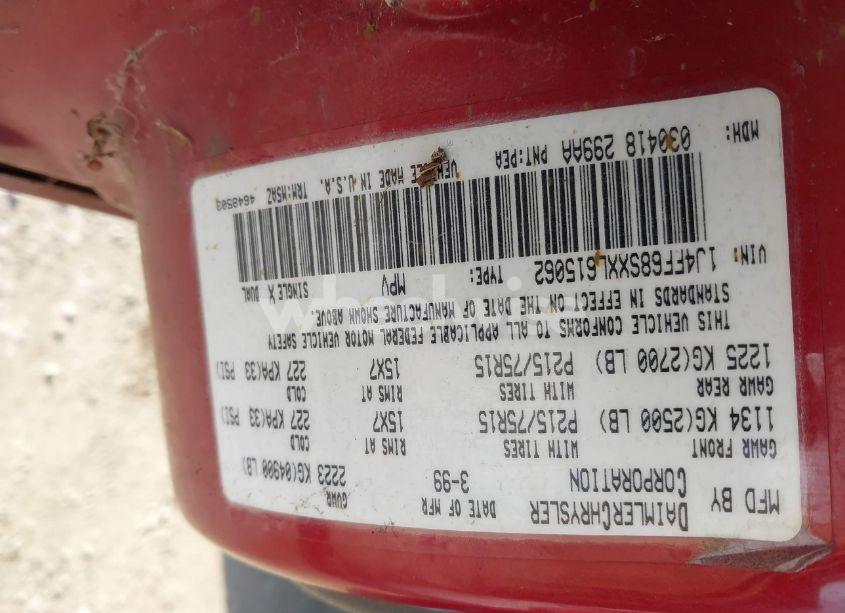 MFD BY DAIMLERCHRYSLER CORPORATION
DATE OF MFR 3-99
GVWR 2223 KG(04900 LB)
GAWR FRONT WITH TIRES RIMS AT COLD
1134 KG(2500 LB) P215/75R15 15X7 227 KPA(33 PSI)
GAWR REAR WITH TIRES RIMS AT COLD
1225 KG(2700 LB) P215/75R15 15X7 227 KPA(33 PSI)
THIS VEHICLE CONFORMS TO ALL APPLICABLE FEDERAL MOTOR VEHICLE SAFETY
STANDARDS IN EFFECT ON THE DATE OF MANUFACTURE SHOWN ABOVE.
VIN: 1J4FF68SXXL615062 TYPE: MPV SINGLE X DUAL
MDH: 030418 299AA PNT:PEA VEHICLE MADE IN U.S.A. TRM:MSAZ 4648503